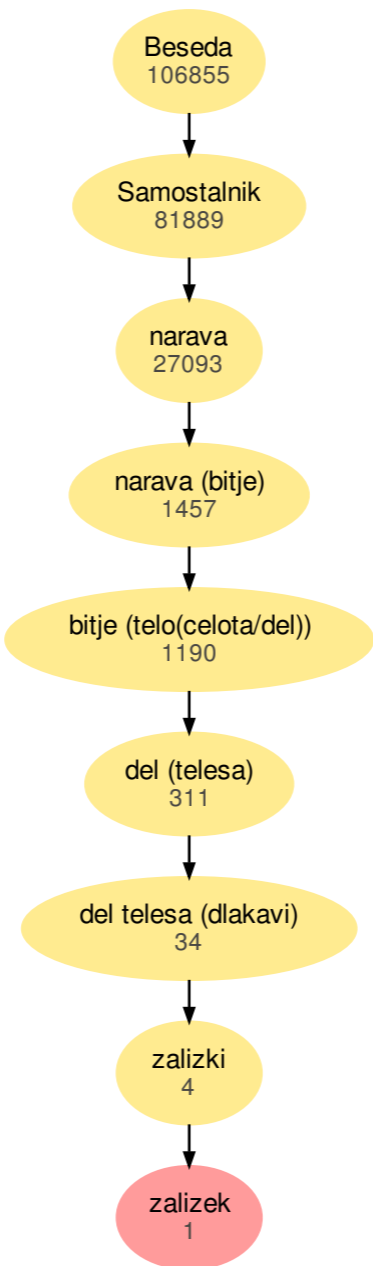 Beseda
106855
Samostalnik
81889
narava
27093
narava (bitje)
1457
bitje (telo(celota/del))
1190
del (telesa)
311
del telesa (dlakavi)
34
zalizki
4
zalizek
1